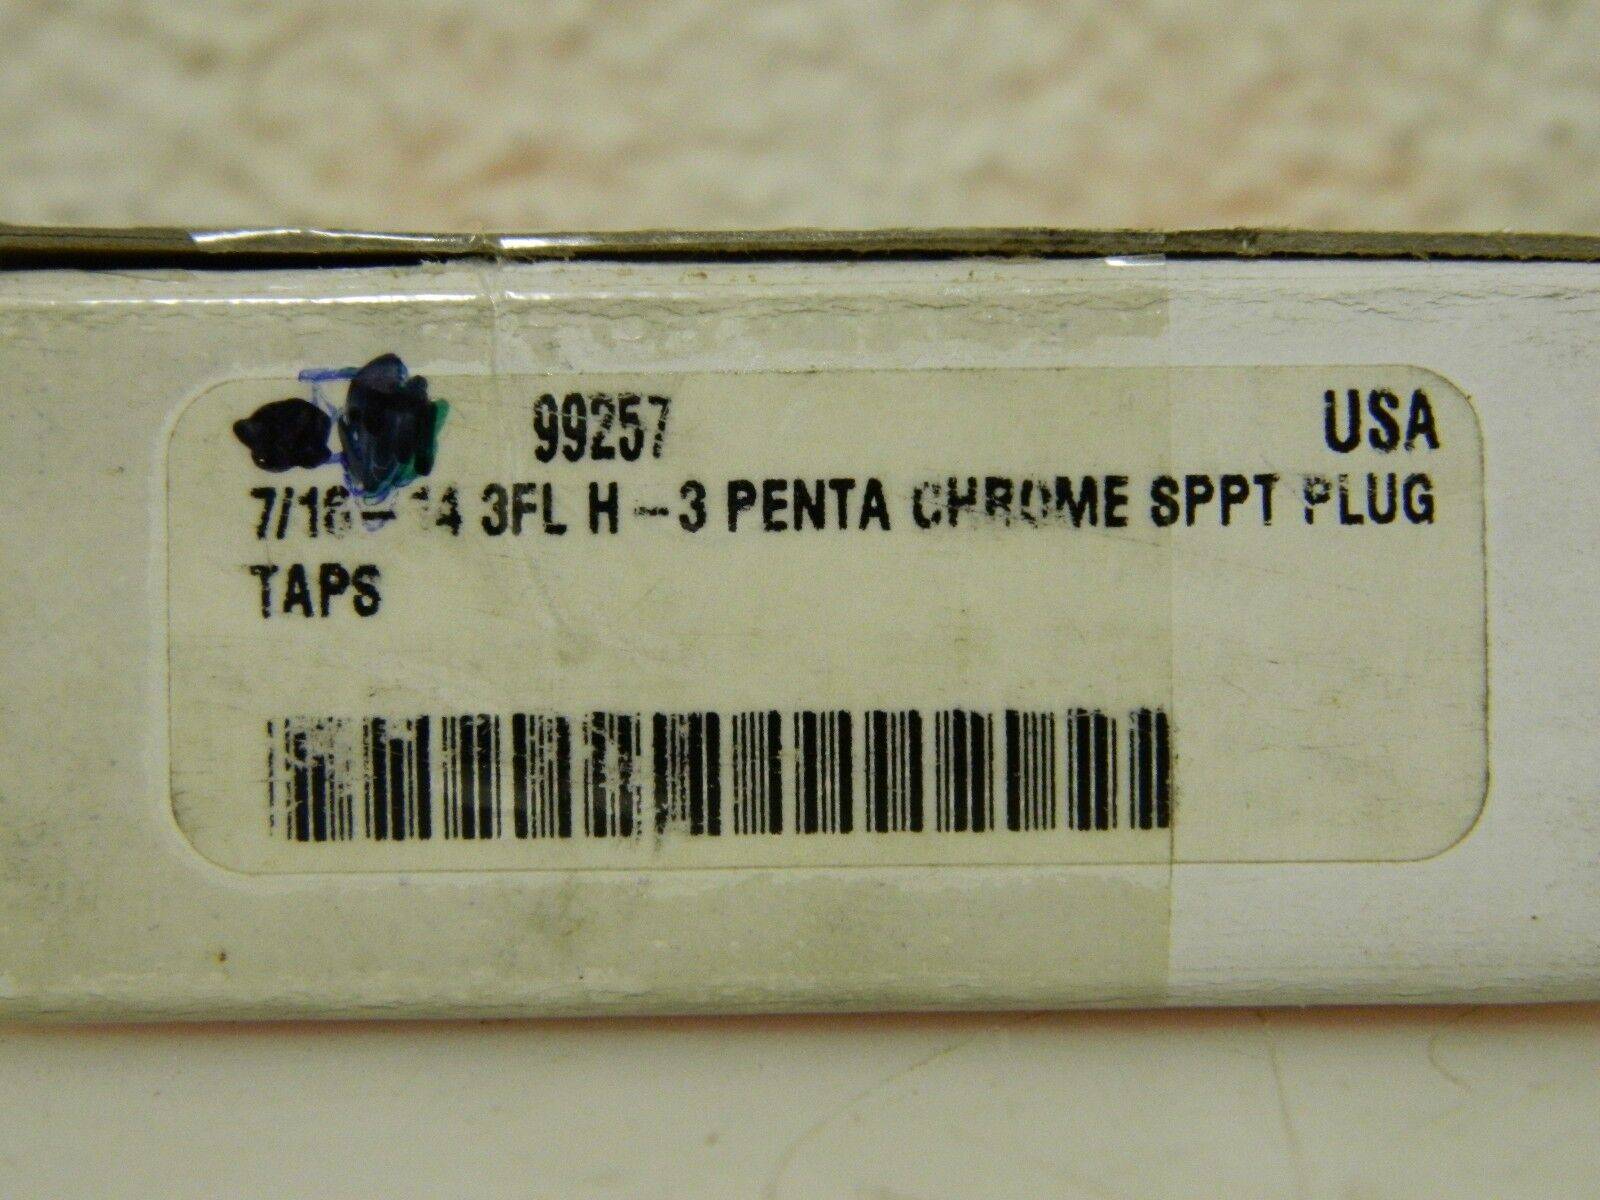 99257 USA
7/16-14 3FL H-3 PENTA CHROME SPPT PLUG
TAPS